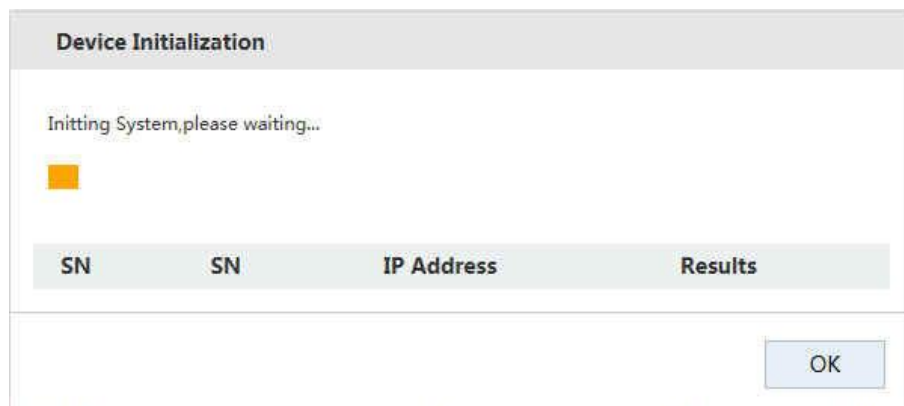 Device Initialization
Initting System,please waiting...
SN SN IP Address Results
OK